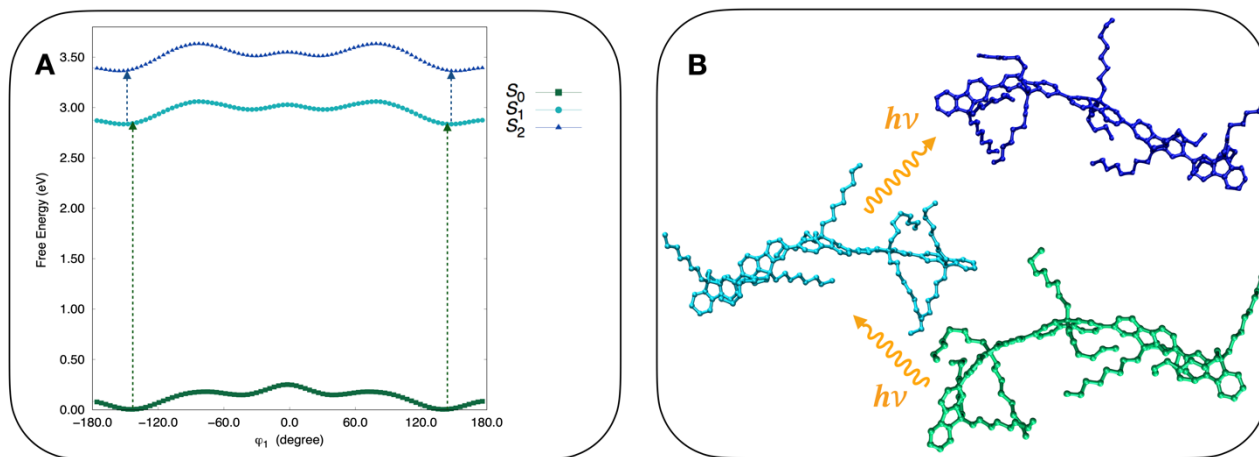 A
3.50
3.00
2.50
2.00
1.50
1.00
0.50
0.00
Free Energy (eV)
−180.0 −120.0 −60.0 0.0 60.0 120.0 180.0
φ1 (degree)
S0
S1
S2
B
hν
hν